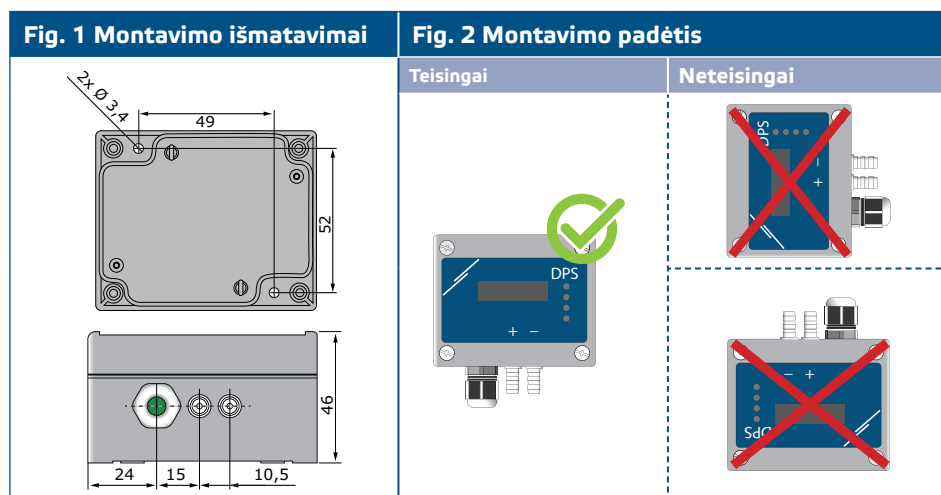 Fig. 1 Montavimo išmatavimai
Fig. 2 Montavimo padėtis
Teisingai
Neteisingai
2x Ø 3,4
49
52
46
24
15
10,5
DPS
+ −
DPS
− +
DPS
− +